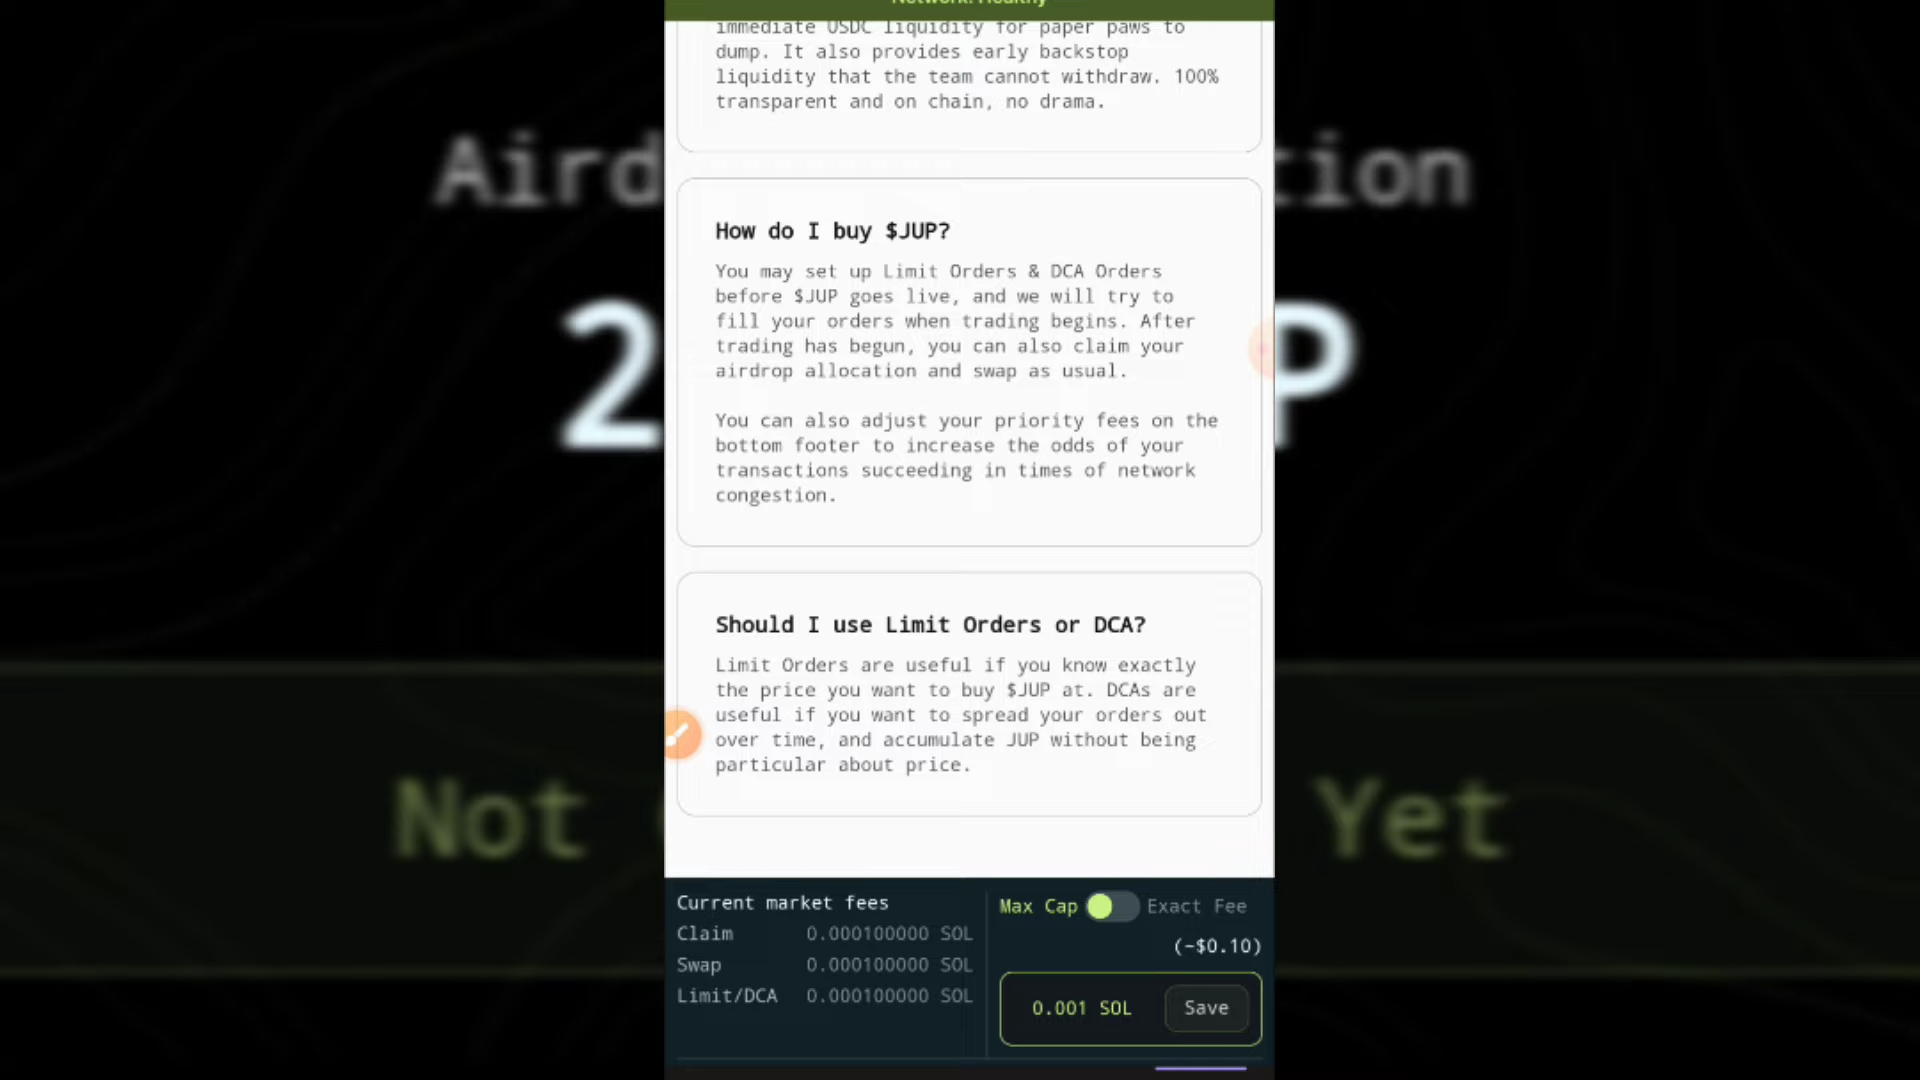 immediate USDC liquidity for paper paws to
dump. It also provides early backstop
liquidity that the team cannot withdraw. 100%
transparent and on chain, no drama.
How do I buy $JUP?
You may set up Limit Orders & DCA Orders
before $JUP goes live, and we will try to
fill your orders when trading begins. After
trading has begun, you can also claim your
airdrop allocation and swap as usual.
You can also adjust your priority fees on the
bottom footer to increase the odds of your
transactions succeeding in times of network
congestion.
Should I use Limit Orders or DCA?
Limit Orders are useful if you know exactly
the price you want to buy $JUP at. DCAs are
useful if you want to spread your orders out
over time, and accumulate JUP without being
particular about price.
Current market fees
Claim 0.000100000 SOL
Swap 0.000100000 SOL
Limit/DCA 0.000100000 SOL
Max Cap Exact Fee
(~$0.10)
0.001 SOL Save
Not Yet